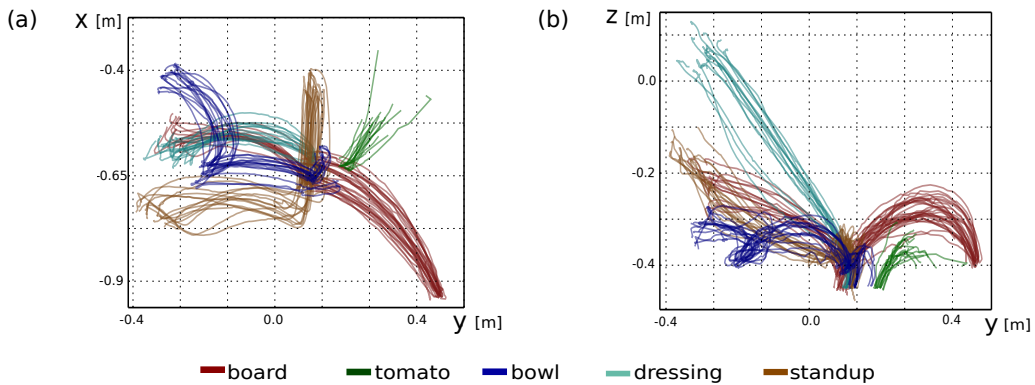 (a)
x [m]
-0.4
-0.65
-0.9
-0.4
0.0
0.4
y [m]
(b)
z [m]
0.0
-0.2
-0.4
-0.4
0.0
0.4
y [m]
board
tomato
bowl
dressing
standup